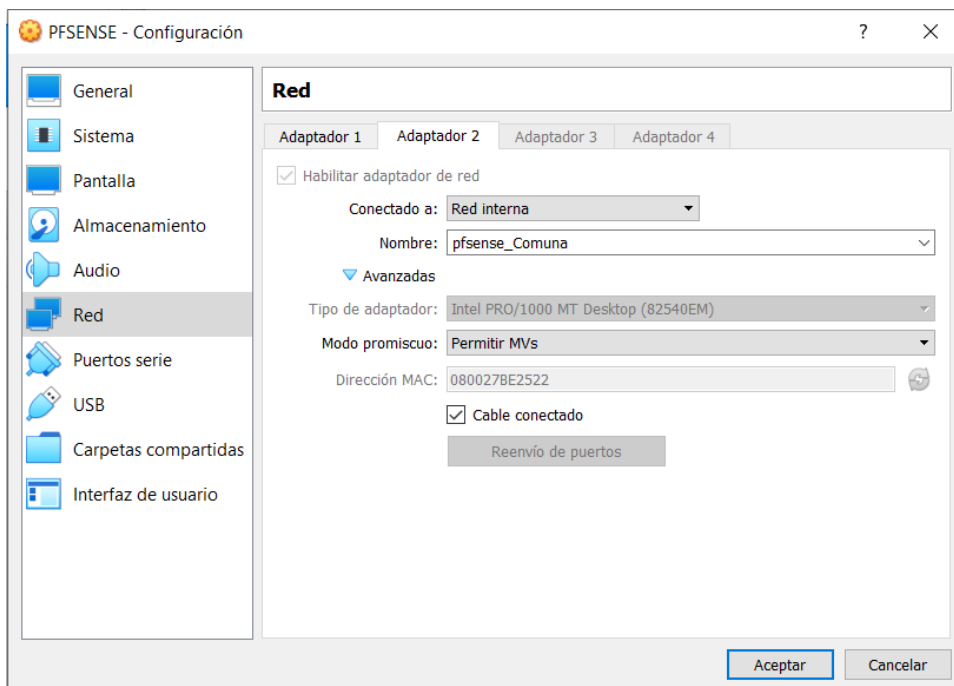 PFSENSE - Configuración
?
General
Sistema
Pantalla
Almacenamiento
Audio
Red
Puertos serie
USB
Carpetas compartidas
Interfaz de usuario
Red
Adaptador 1 Adaptador 2 Adaptador 3 Adaptador 4
Habilitar adaptador de red
Conectado a: Red interna
Nombre: pfsense_Comuna
Avanzadas
Tipo de adaptador: Intel PRO/1000 MT Desktop (82540EM)
Modo promiscuo: Permitir MVs
Dirección MAC: 080027BE2522
Cable conectado
Reenvío de puertos
Aceptar Cancelar